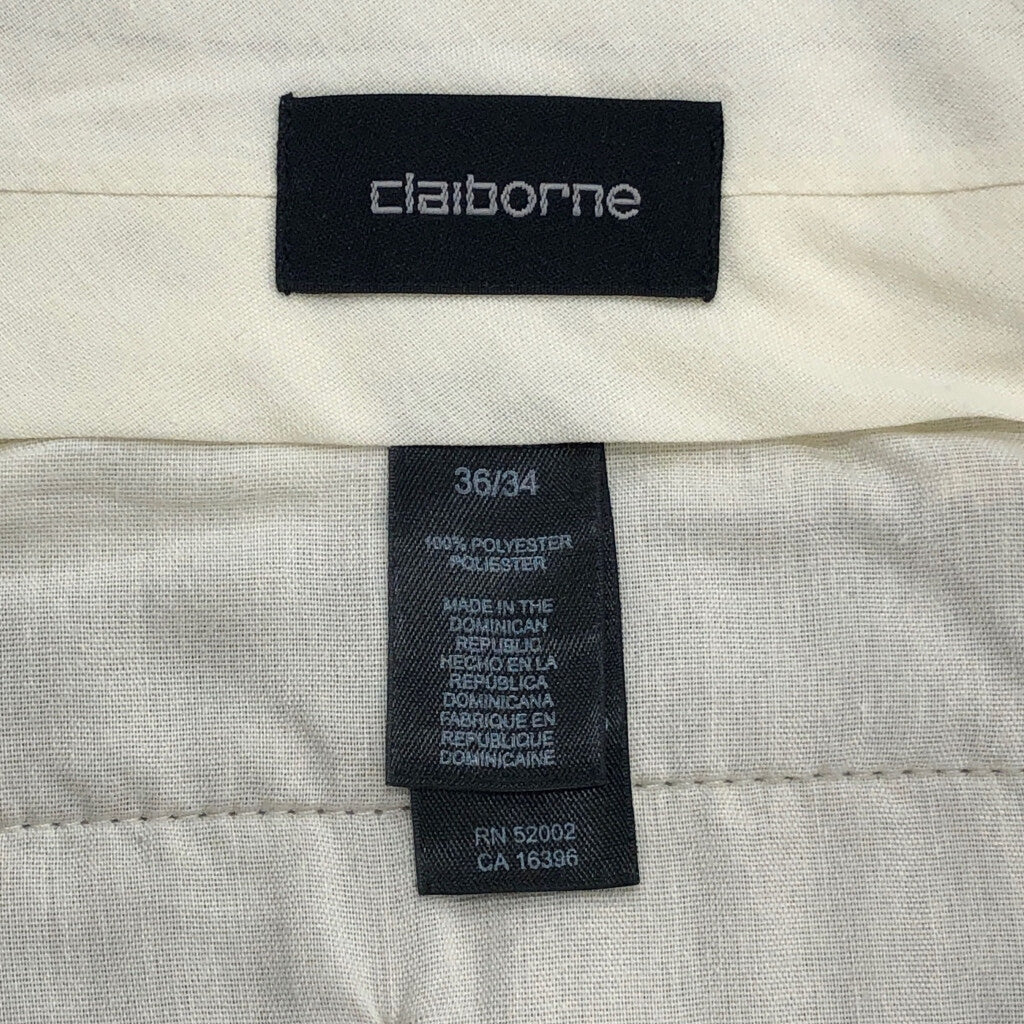 claiborne
36/34
100% POLYESTER
POLIESTER
MADE IN THE
DOMINICAN
REPUBLIC
HECHO EN LA
REPUBLICA
DOMINICANA
FABRIQUE EN
REPUBLIQUE
DOMINICAINE
RN 52002
CA 16396